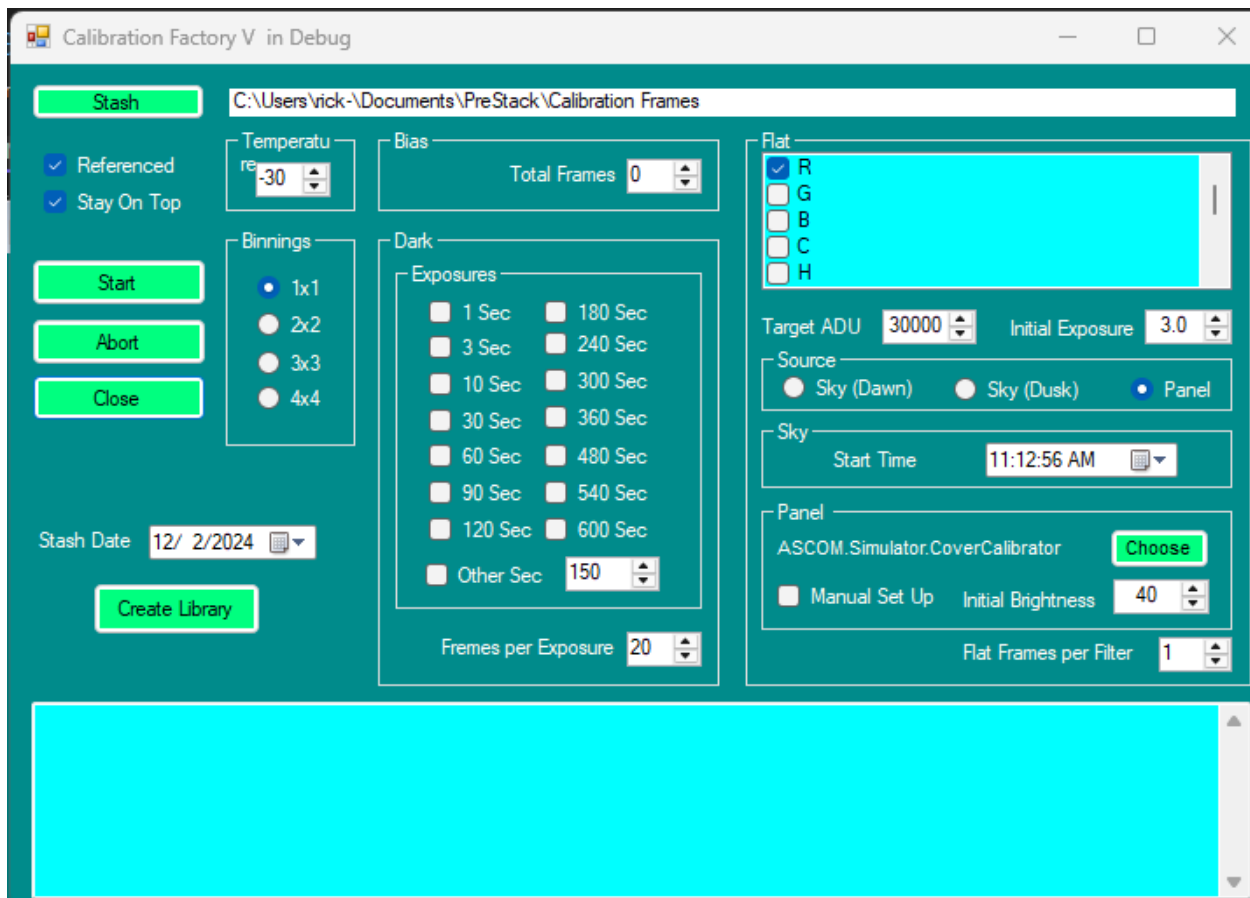 Calibration Factory V in Debug
Stash
C:\Users\rick-\Documents\PreStack\Calibration Frames
Referenced
Stay On Top
Temperatu
re
-30
Bias
Total Frames 0
Flat
R
G
B
C
H
Binnings
1x1
2x2
3x3
4x4
Start
Abort
Close
Dark
Exposures
1 Sec 180 Sec
3 Sec 240 Sec
10 Sec 300 Sec
30 Sec 360 Sec
60 Sec 480 Sec
90 Sec 540 Sec
120 Sec 600 Sec
Other Sec 150
Fremes per Exposure 20
Target ADU 30000 Initial Exposure 3.0
Source
Sky (Dawn) Sky (Dusk) Panel
Sky
Start Time 11:12:56 AM
Panel
ASCOM.Simulator.CoverCalibrator Choose
Manual Set Up Initial Brightness 40
Flat Frames per Filter 1
Stash Date 12/ 2/2024
Create Library